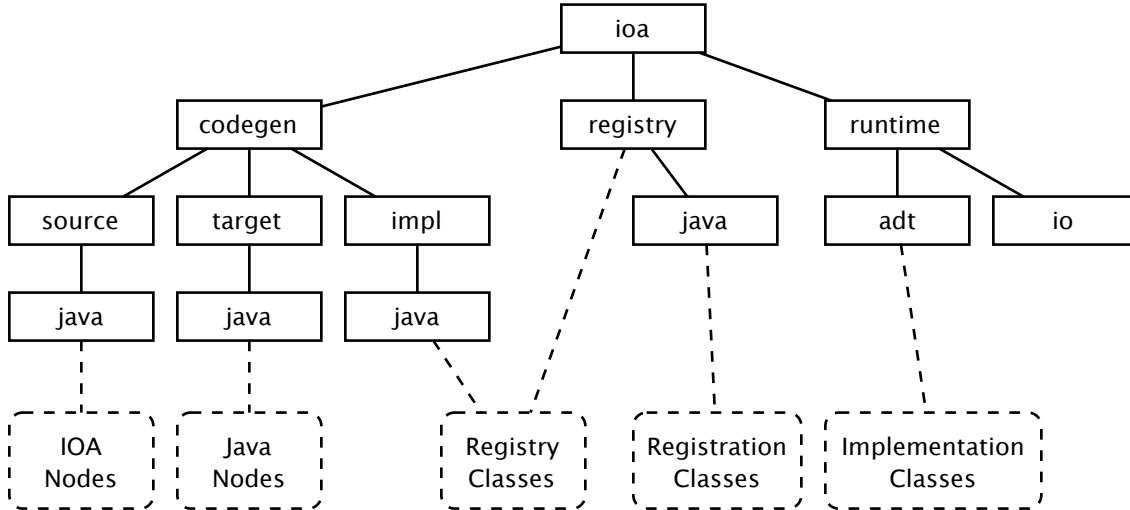 ioa
codegen
registry
runtime
source
target
impl
java
adt
io
java
java
java
IOA
Nodes
Java
Nodes
Registry
Classes
Registration
Classes
Implementation
Classes